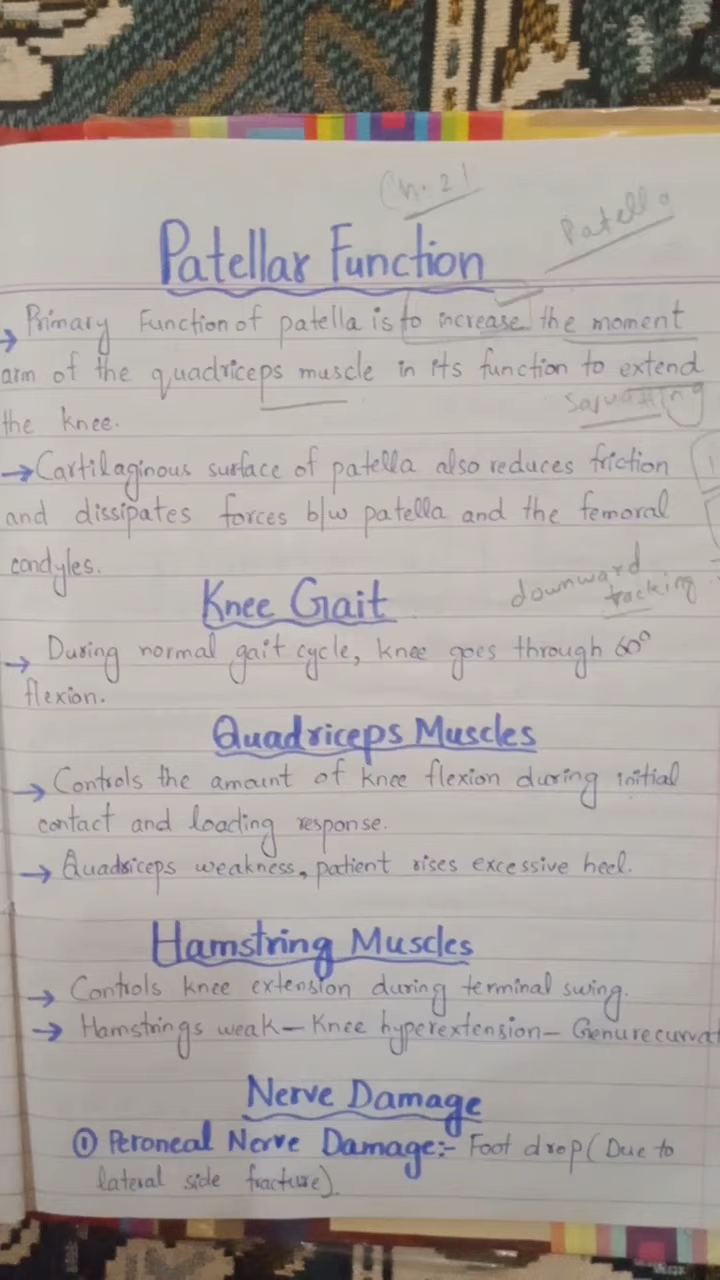 Ch. 21
Patella
Patellar Function
→ Primary Function of patella is to increase the moment
arm of the quadriceps muscle in its function to extend
the knee.
→ Cartilaginous surface of patella also reduces friction
and dissipates forces b/w patella and the femoral
condyles.
downward
tracking
Knee Gait
→ During normal gait cycle, knee goes through 60°
flexion.
Quadriceps Muscles
→ Controls the amount of knee flexion during initial
contact and loading response.
→ Quadriceps weakness, patient rises excessive heel.
Hamstring Muscles
→ Controls knee extension during terminal swing.
→ Hamstrings weak – Knee hyperextension – Genurecurvat
Nerve Damage
① Peroneal Nerve Damage:- Foot drop (Due to
lateral side fracture)